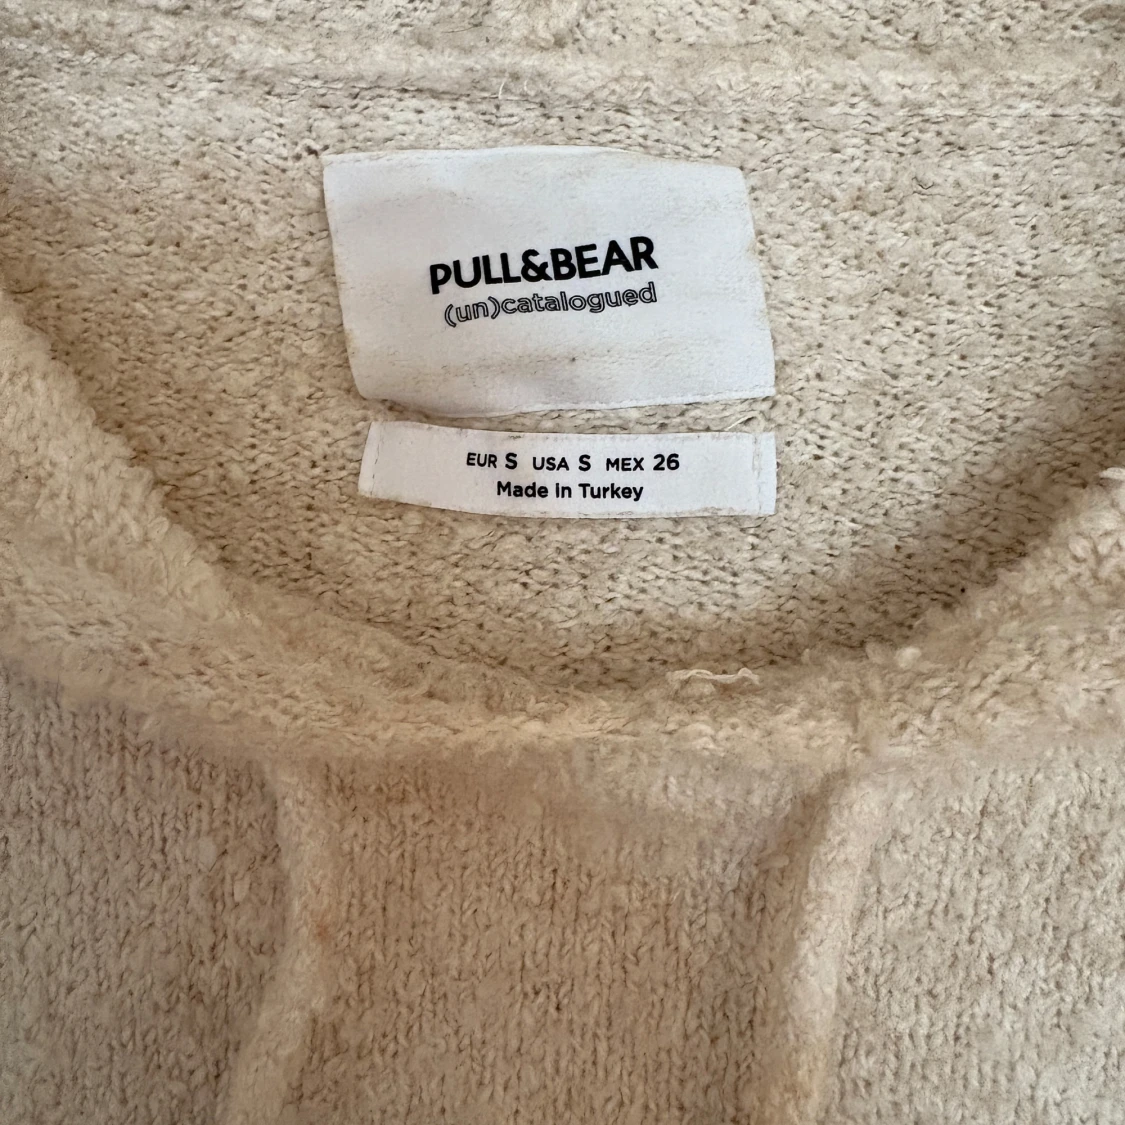 PULL&BEAR
(un)catalogued
EUR S USA S MEX 26
Made in Turkey